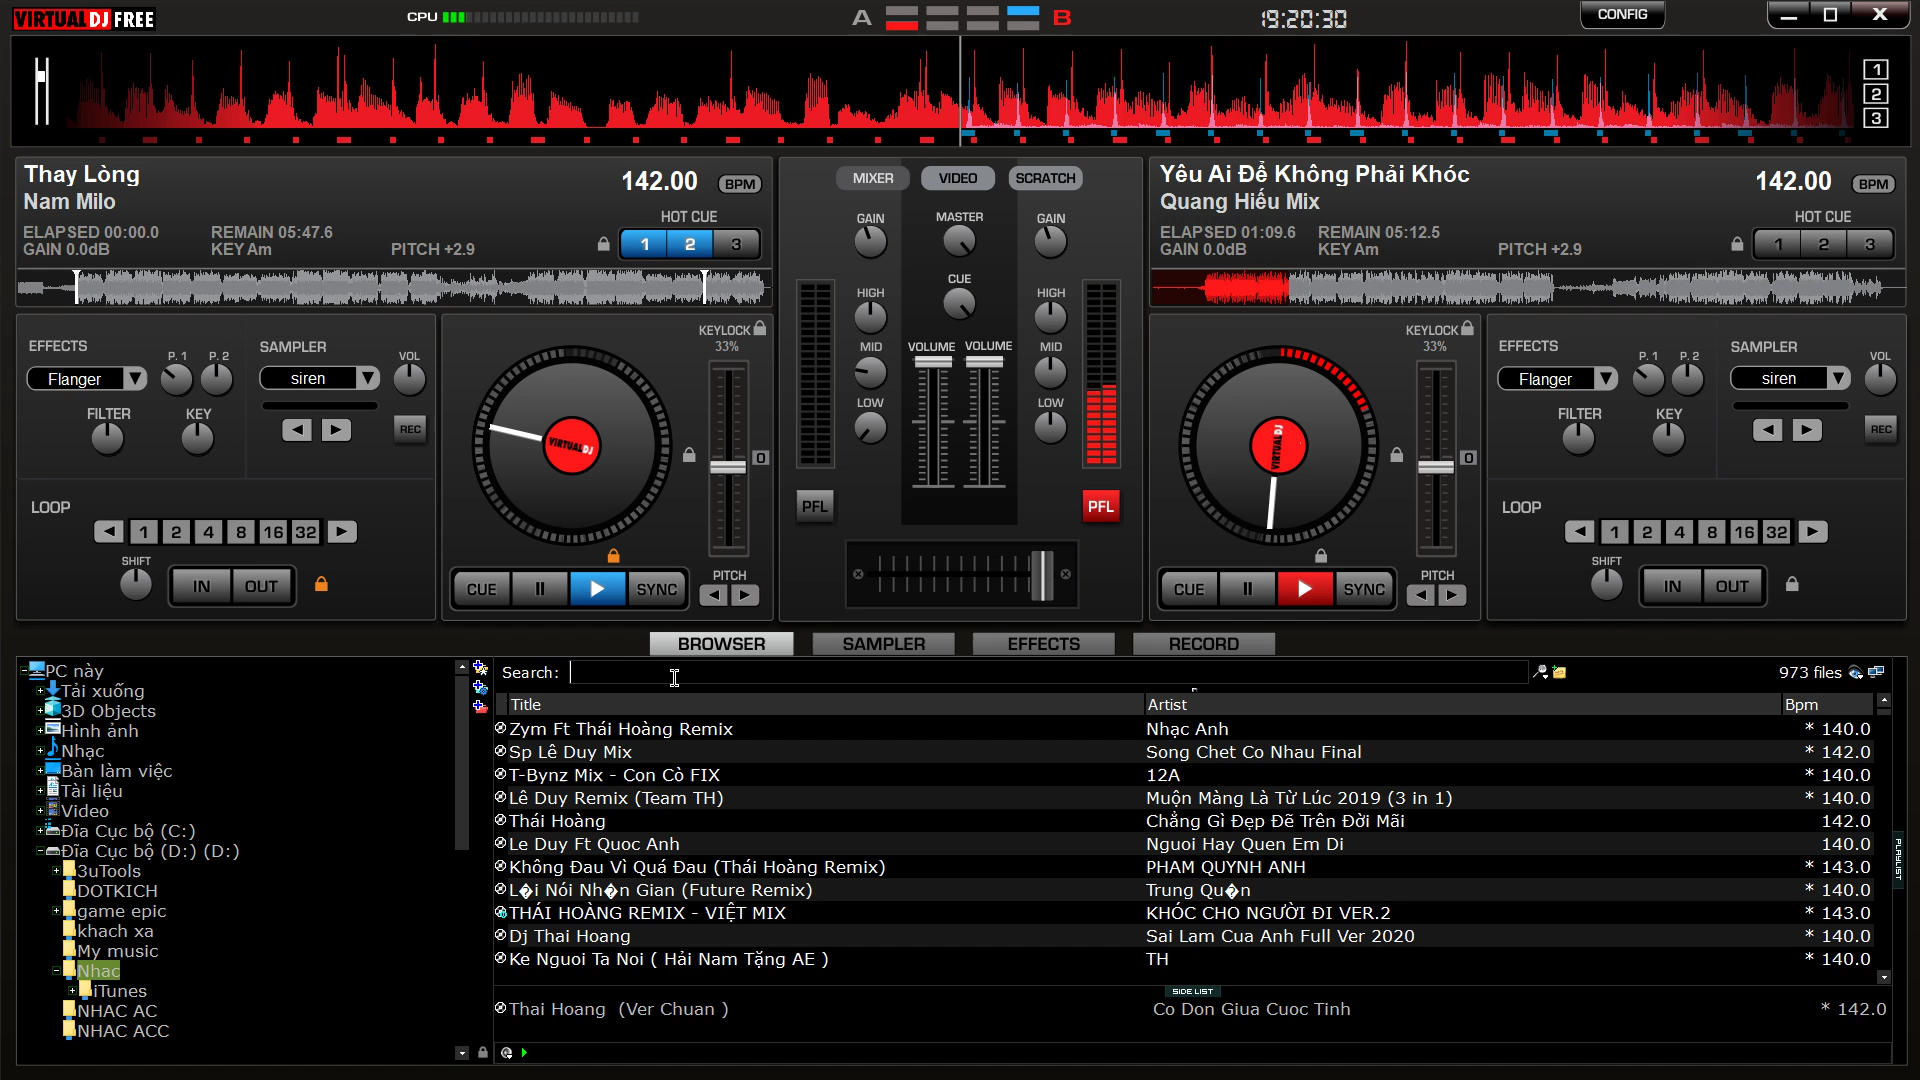 VIRTUAL DJ FREE
CPU
A
B
19:20:30
CONFIG
1
2
3
Thay Lòng
Nam Milo
142.00 BPM
HOT CUE
ELAPSED 00:00.0 REMAIN 05:47.6
GAIN 0.0dB KEY Am PITCH +2.9
1 2 3
MIXER VIDEO SCRATCH
GAIN MASTER GAIN
CUE
HIGH HIGH
MID VOLUME VOLUME MID
LOW LOW
PFL PFL
Yêu Ai Để Không Phải Khóc
Quang Hiếu Mix
142.00 BPM
HOT CUE
ELAPSED 01:09.6 REMAIN 05:12.5
GAIN 0.0dB KEY Am PITCH +2.9
1 2 3
EFFECTS P. 1 P. 2 SAMPLER VOL
Flanger siren
FILTER KEY REC
LOOP
1 2 4 8 16 32
SHIFT
IN OUT
KEYLOCK
33%
VIRTUAL DJ
0
CUE SYNC
PITCH
KEYLOCK
33%
VIRTUAL DJ
0
CUE SYNC
PITCH
EFFECTS P. 1 P. 2 SAMPLER VOL
Flanger siren
FILTER KEY REC
LOOP
1 2 4 8 16 32
SHIFT
IN OUT
BROWSER SAMPLER EFFECTS RECORD
PC này
Tải xuống
3D Objects
Hình ảnh
Nhạc
Bàn làm việc
Tài liệu
Video
Đĩa Cục bộ (C:)
Đĩa Cục bộ (D:) (D:)
3uTools
DOTKICH
game epic
khach xa
My music
Nhac
iTunes
NHAC AC
NHAC ACC
Search:
973 files
Title Artist Bpm
Zym Ft Thái Hoàng Remix Nhạc Anh * 140.0
Sp Lê Duy Mix Song Chet Co Nhau Final * 142.0
T-Bynz Mix - Con Cò FIX 12A * 140.0
Lê Duy Remix (Team TH) Muộn Màng Là Từ Lúc 2019 (3 in 1) * 140.0
Thái Hoàng Chẳng Gì Đẹp Đẽ Trên Đời Mãi 142.0
Le Duy Ft Quoc Anh Nguoi Hay Quen Em Di 140.0
Không Đau Vì Quá Đau (Thái Hoàng Remix) PHAM QUYNH ANH * 143.0
L�i Nói Nh�n Gian (Future Remix) Trung Qu�n * 140.0
THÁI HOÀNG REMIX - VIỆT MIX KHÓC CHO NGƯỜI ĐI VER.2 * 143.0
Dj Thai Hoang Sai Lam Cua Anh Full Ver 2020 * 140.0
Ke Nguoi Ta Noi ( Hải Nam Tặng AE ) TH * 140.0
SIDE LIST
Thai Hoang (Ver Chuan ) Co Don Giua Cuoc Tinh * 142.0
PLAYLIST